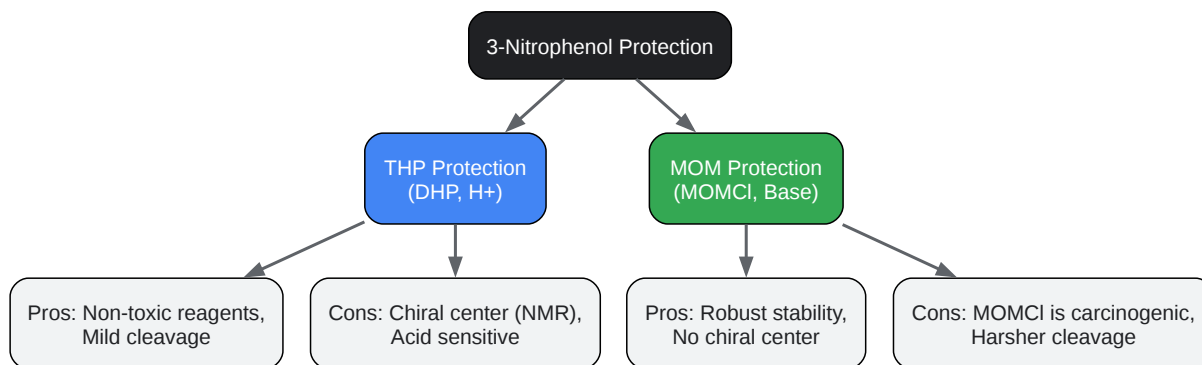 3-Nitrophenol Protection
THP Protection
(DHP, H+)
MOM Protection
(MOMCl, Base)
Pros: Non-toxic reagents,
Mild cleavage
Cons: Chiral center (NMR),
Acid sensitive
Pros: Robust stability,
No chiral center
Cons: MOMCl is carcinogenic,
Harsher cleavage